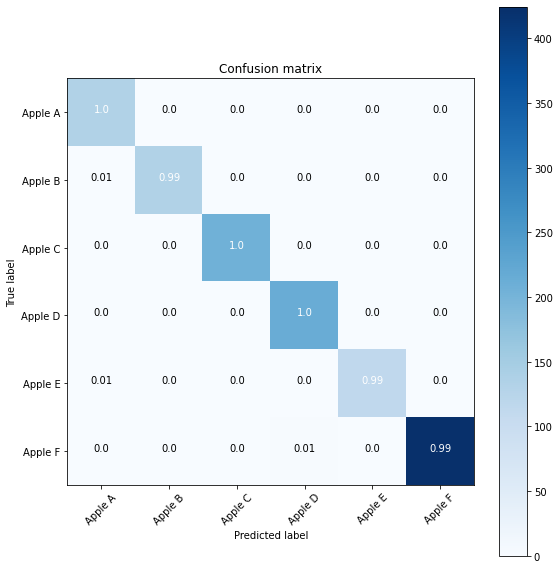 Confusion matrix
True label
Apple A 1.0 0.0 0.0 0.0 0.0 0.0
Apple B 0.01 0.99 0.0 0.0 0.0 0.0
Apple C 0.0 0.0 1.0 0.0 0.0 0.0
Apple D 0.0 0.0 0.0 1.0 0.0 0.0
Apple E 0.01 0.0 0.0 0.0 0.99 0.0
Apple F 0.0 0.0 0.0 0.01 0.0 0.99
Apple A Apple B Apple C Apple D Apple E Apple F
Predicted label
400
350
300
250
200
150
100
50
0